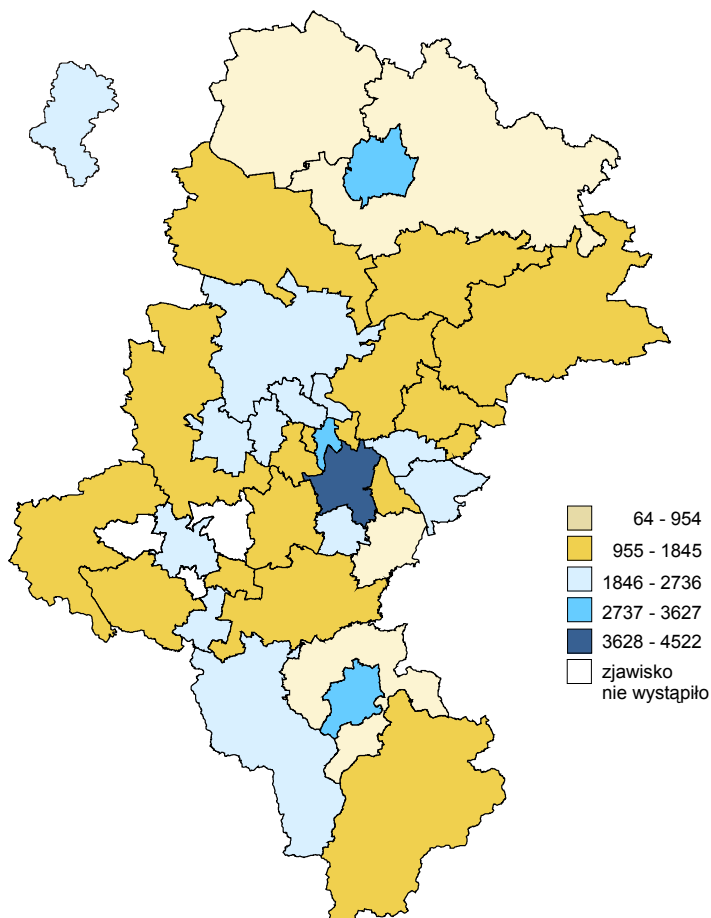 64 - 954
955 - 1845
1846 - 2736
2737 - 3627
3628 - 4522
zjawisko
nie wystąpiło